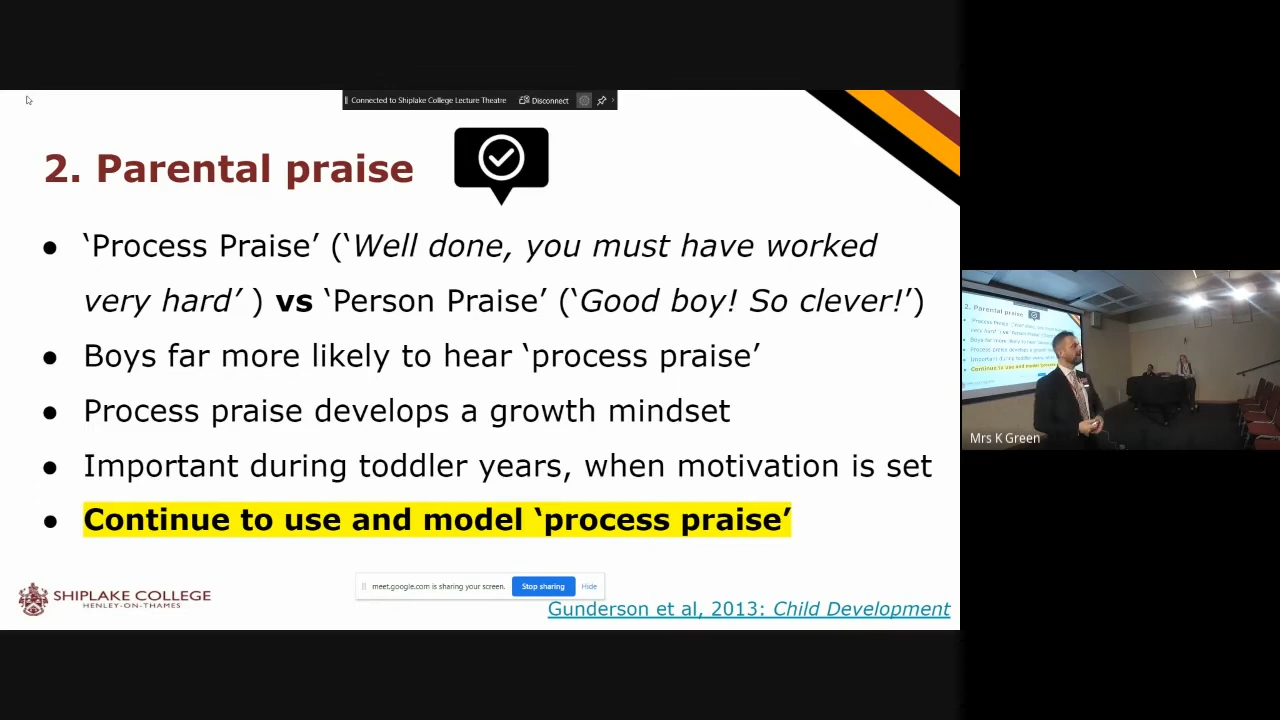 Connected to Shiplake College Lecture Theatre
Disconnect
2. Parental praise
● ‘Process Praise’ (‘Well done, you must have worked
very hard’ ) vs ‘Person Praise’ (‘Good boy! So clever!’)
● Boys far more likely to hear ‘process praise’
● Process praise develops a growth mindset
● Important during toddler years, when motivation is set
● Continue to use and model ‘process praise’
SHIPLAKE COLLEGE
HENLEY-ON-THAMES
meet.google.com is sharing your screen.
Stop sharing
Hide
Gunderson et al, 2013: Child Development
2. Parental praise
Mrs K Green